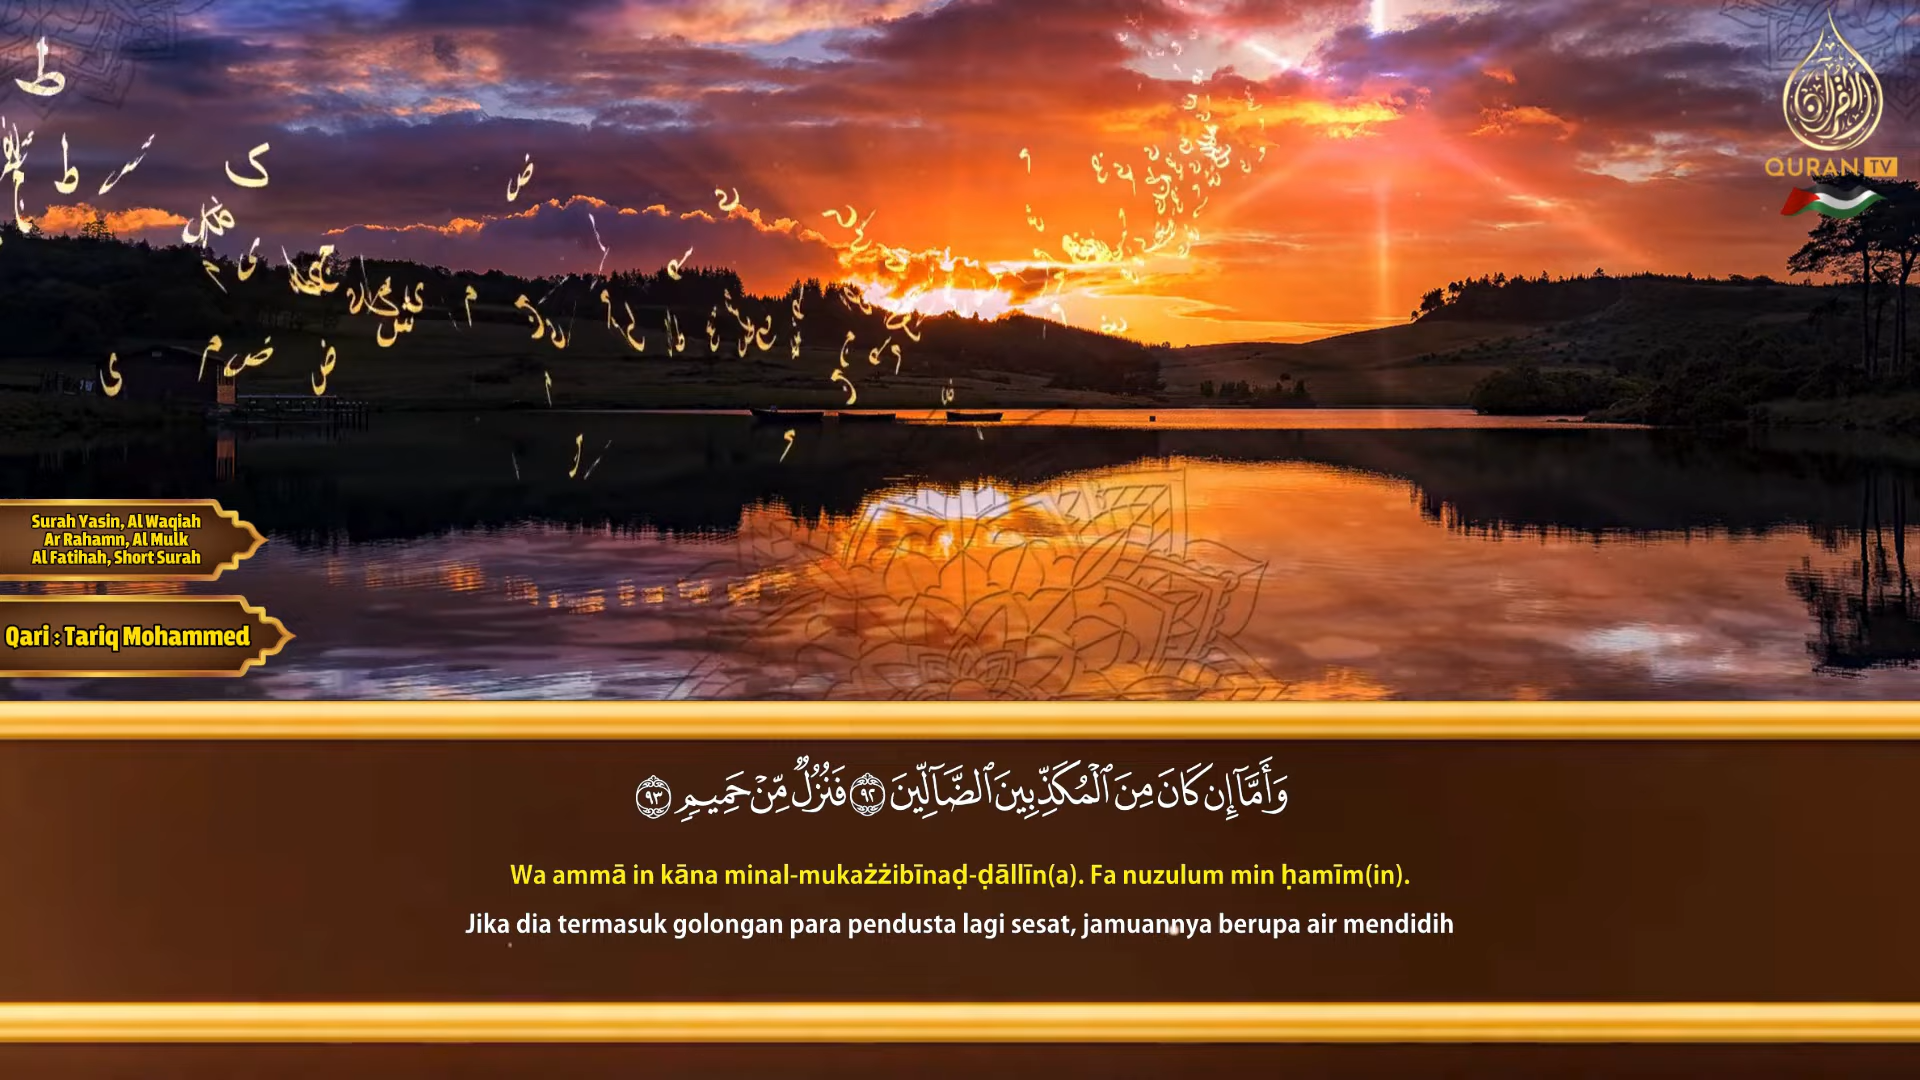 القرآن
QURAN TV
Surah Yasin, Al Waqiah
Ar Rahamn, Al Mulk
Al Fatihah, Short Surah
Qari : Tariq Mohammed
وَأَمَّآ إِن كَانَ مِنَ ٱلْمُكَذِّبِينَ ٱلضَّآلِّينَ ٩٢ فَنُزُلٌ مِّنْ حَمِيمٍ ٩٣
Wa ammā in kāna minal-mukażżibīnaḍ-ḍāllīn(a). Fa nuzulum min ḥamīm(in).
Jika dia termasuk golongan para pendusta lagi sesat, jamuannya berupa air mendidih